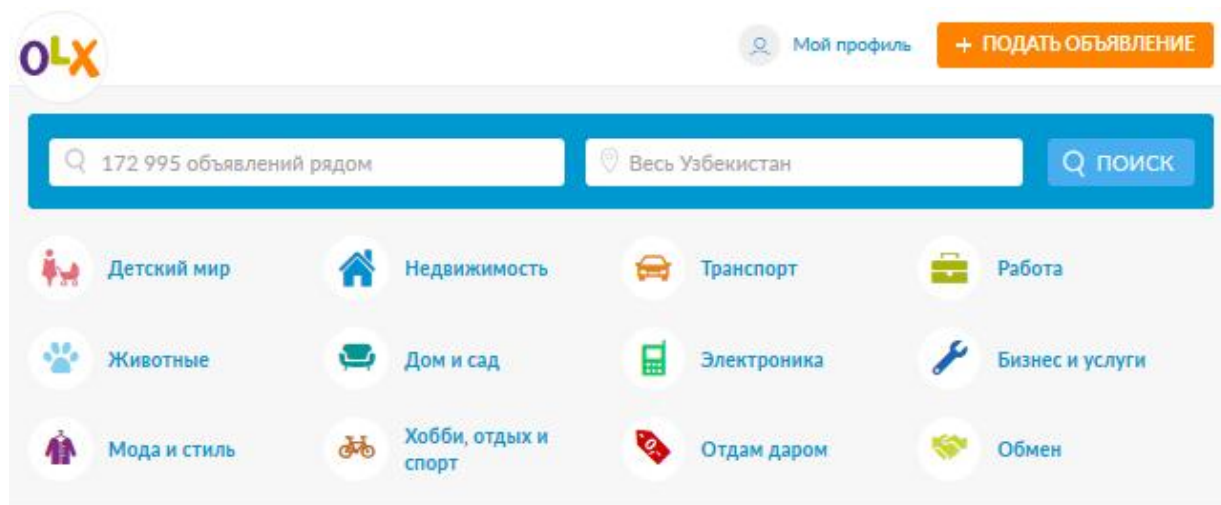 OLX
Мой профиль
+ ПОДАТЬ ОБЪЯВЛЕНИЕ
172 995 объявлений рядом
Весь Узбекистан
ПОИСК
Детский мир
Недвижимость
Транспорт
Работа
Животные
Дом и сад
Электроника
Бизнес и услуги
Мода и стиль
Хобби, отдых и
спорт
0,-
Отдам даром
Обмен